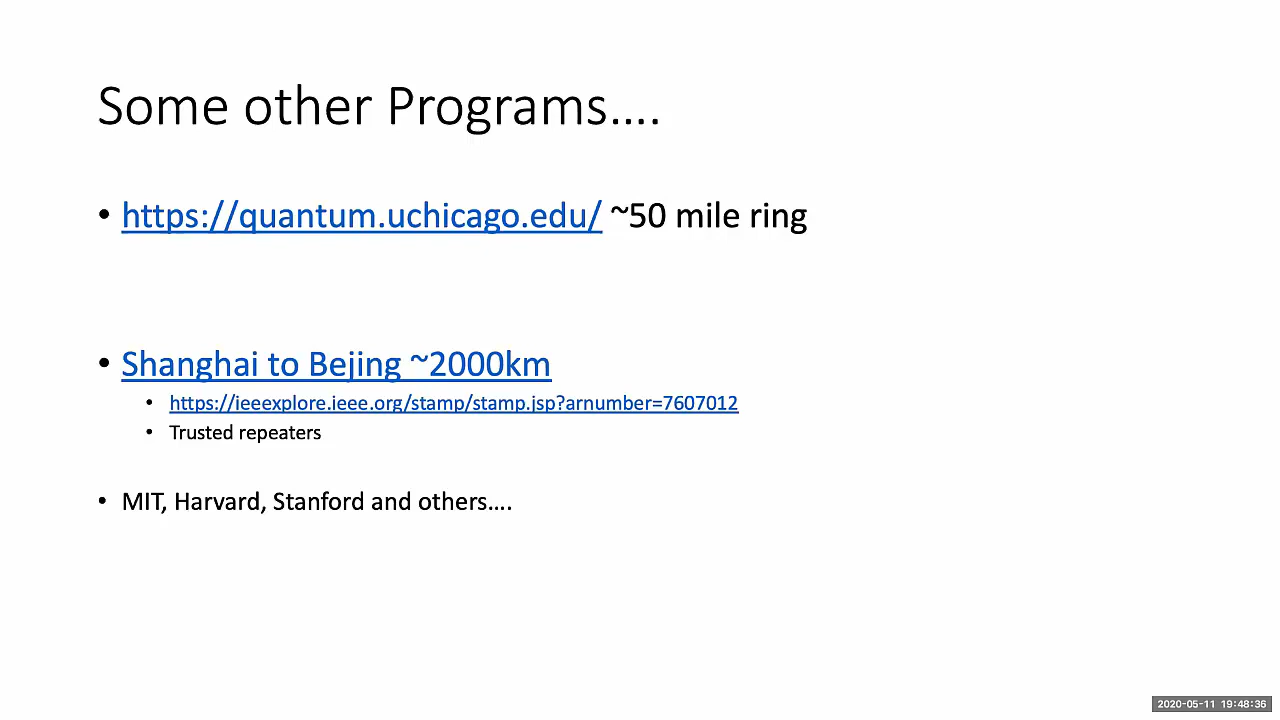 Some other Programs....
• https://quantum.uchicago.edu/ ~50 mile ring
• Shanghai to Bejing ~2000km
• https://ieeexplore.ieee.org/stamp/stamp.jsp?arnumber=7607012
• Trusted repeaters
• MIT, Harvard, Stanford and others....
2020-05-11 19:48:36